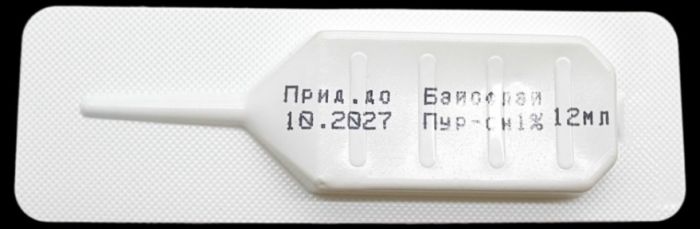 Прид.до Байофлай
10.2027 Пур-он1% 12мл